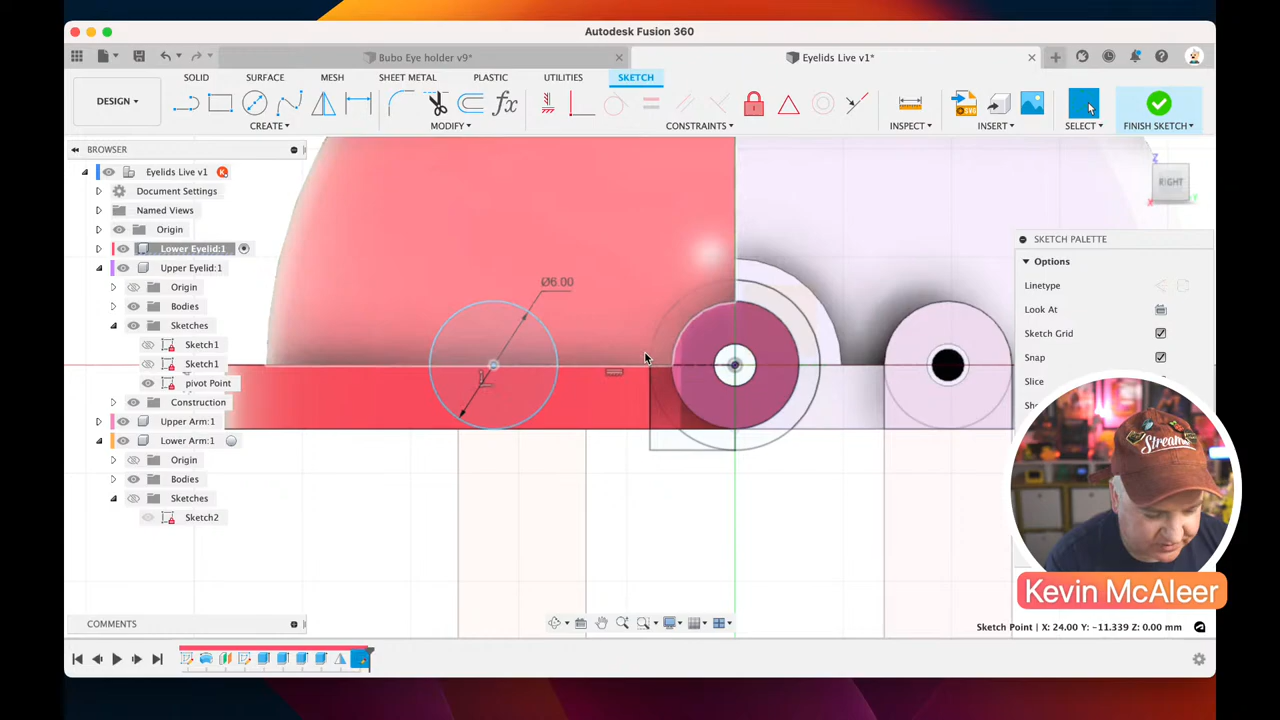 Autodesk Fusion 360
Bubo Eye holder v9*
Eyelids Live v1*
DESIGN
SOLID
SURFACE
MESH
SHEET METAL
PLASTIC
UTILITIES
SKETCH
CREATE
MODIFY
CONSTRAINTS
INSPECT
INSERT
SELECT
FINISH SKETCH
BROWSER
Eyelids Live v1
Document Settings
Named Views
Origin
Lower Eyelid:1
Upper Eyelid:1
Origin
Bodies
Sketches
Sketch1
Sketch1
pivot Point
Construction
Upper Arm:1
Lower Arm:1
Origin
Bodies
Sketches
Sketch2
Ø6.00
Z
RIGHT
X
Y
SKETCH PALETTE
Options
Linetype
Look At
Sketch Grid
Snap
Slice
Streams
Kevin McAleer
COMMENTS
Sketch Point | X: 24.00 Y: -11.339 Z: 0.00 mm